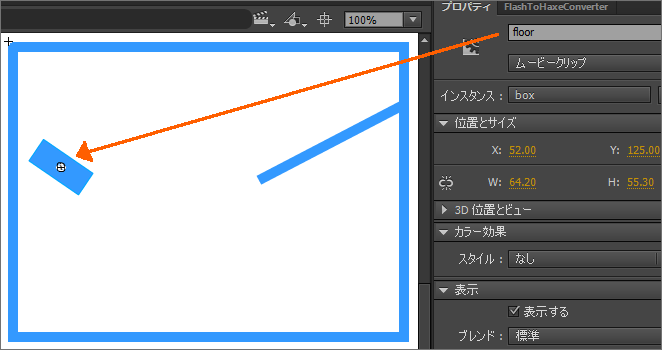 プロパティ FlashToHaxeConverter
100%
floor
ムービークリップ
インスタンス : box
位置とサイズ
X: 52.00 Y: 125.00
W: 64.20 H: 55.30
3D 位置とビュー
カラー効果
スタイル : なし
表示
表示する
ブレンド : 標準